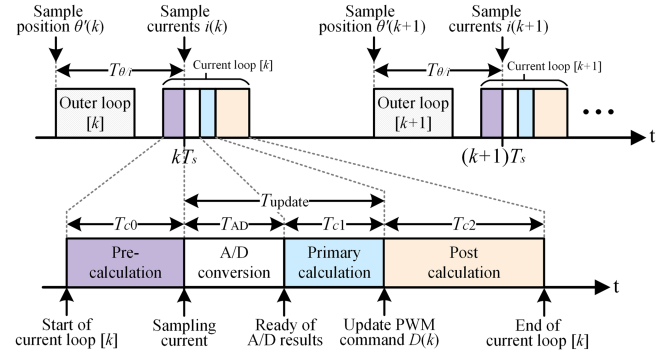 Sample
position θ'(k)
Sample
currents i(k)
Sample
position θ'(k+1)
Sample
currents i(k+1)
Tθi
Current loop [k]
Tθi
Current loop [k+1]
Outer loop
[k]
Outer loop
[k+1]
...
t
kTs
(k+1)Ts
Tupdate
Tc0
TAD
Tc1
Tc2
Pre-
calculation
A/D
conversion
Primary
calculation
Post
calculation
t
Start of
current loop [k]
Sampling
current
Ready of
A/D results
Update PWM
command D(k)
End of
current loop [k]